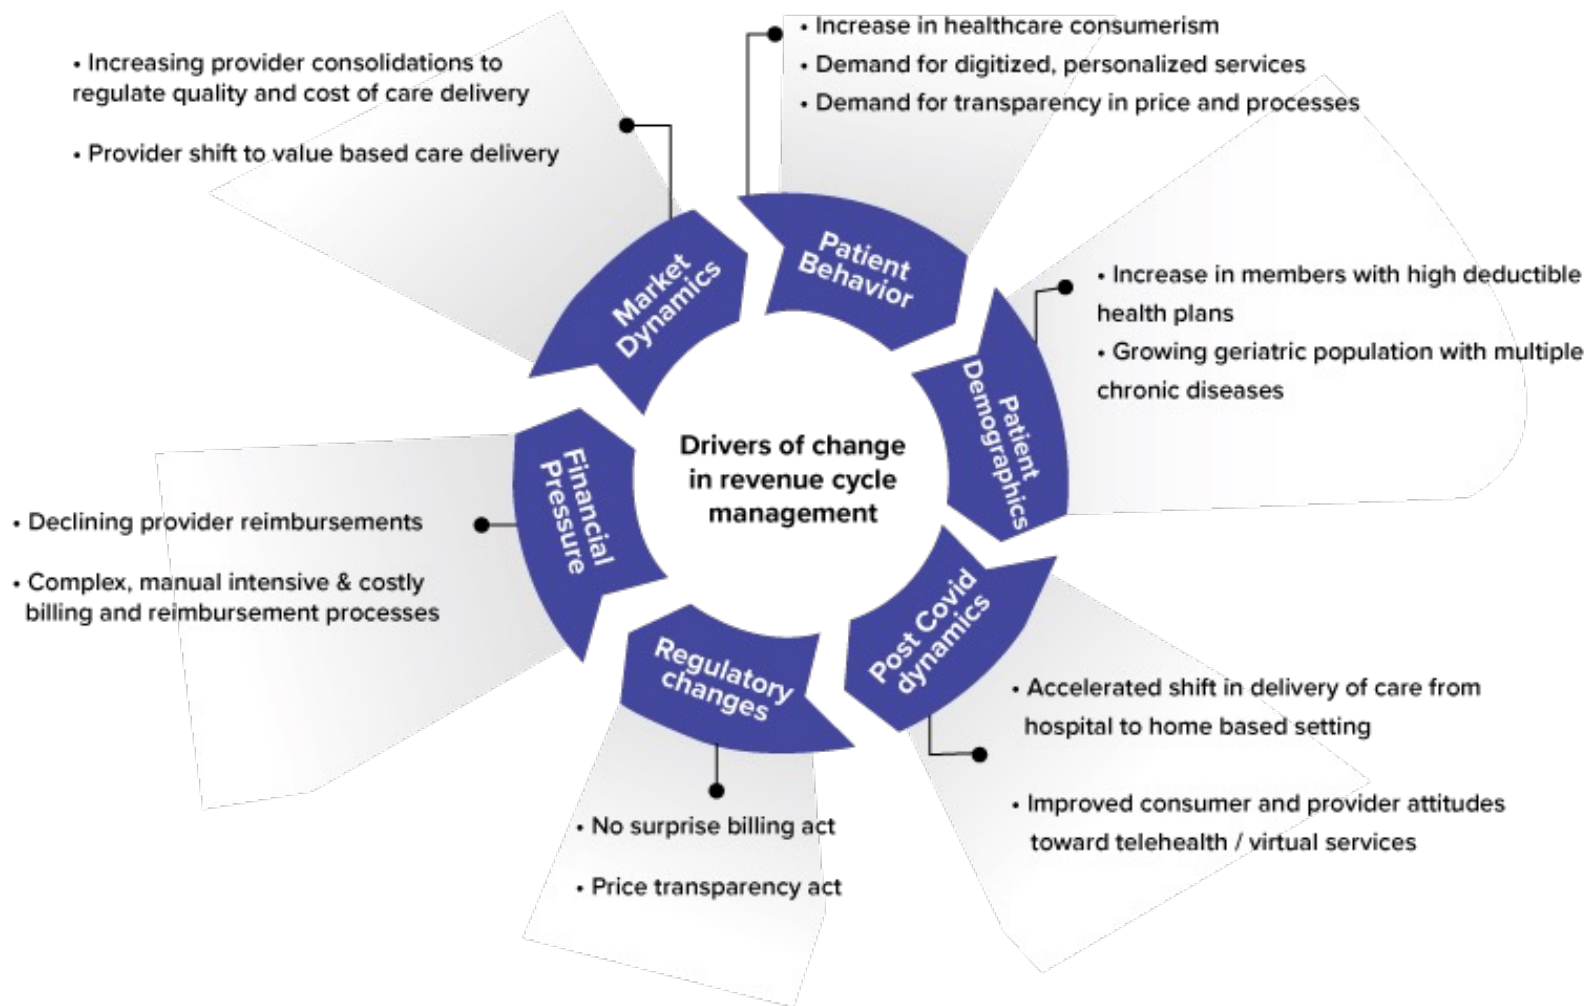 • Increasing provider consolidations to
regulate quality and cost of care delivery
• Provider shift to value based care delivery
• Increase in healthcare consumerism
• Demand for digitized, personalized services
• Demand for transparency in price and processes
Market
Dynamics
Patient
Behavior
• Increase in members with high deductible
health plans
• Growing geriatric population with multiple
chronic diseases
Patient
Demographics
Drivers of change
in revenue cycle
management
Financial
Pressure
• Declining provider reimbursements
• Complex, manual intensive & costly
billing and reimbursement processes
Regulatory
changes
• No surprise billing act
• Price transparency act
Post Covid
dynamics
• Accelerated shift in delivery of care from
hospital to home based setting
• Improved consumer and provider attitudes
toward telehealth / virtual services